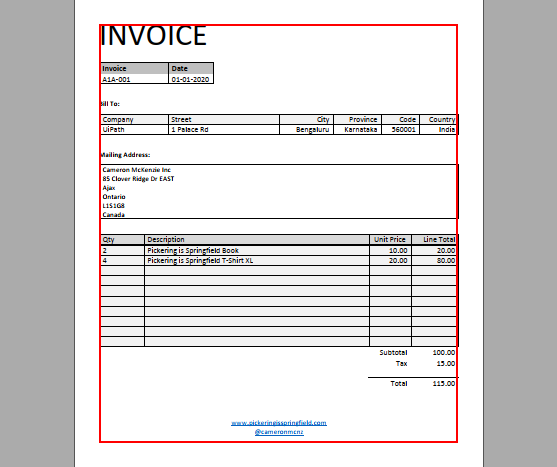 INVOICE
Invoice Date
A1A-001 01-01-2020
Bill To:
Company Street City Province Code Country
UiPath 1 Palace Rd Bengaluru Karnataka 560001 India
Mailing Address:
Cameron McKenzie Inc
85 Clover Ridge Dr EAST
Ajax
Ontario
L1S1G8
Canada
Qty Description Unit Price Line Total
2 Pickering is Springfield Book 10.00 20.00
4 Pickering is Springfield T-Shirt XL 20.00 80.00
Subtotal 100.00
Tax 15.00
Total 115.00
www.pickeringisspringfield.com
@cameronmcnz